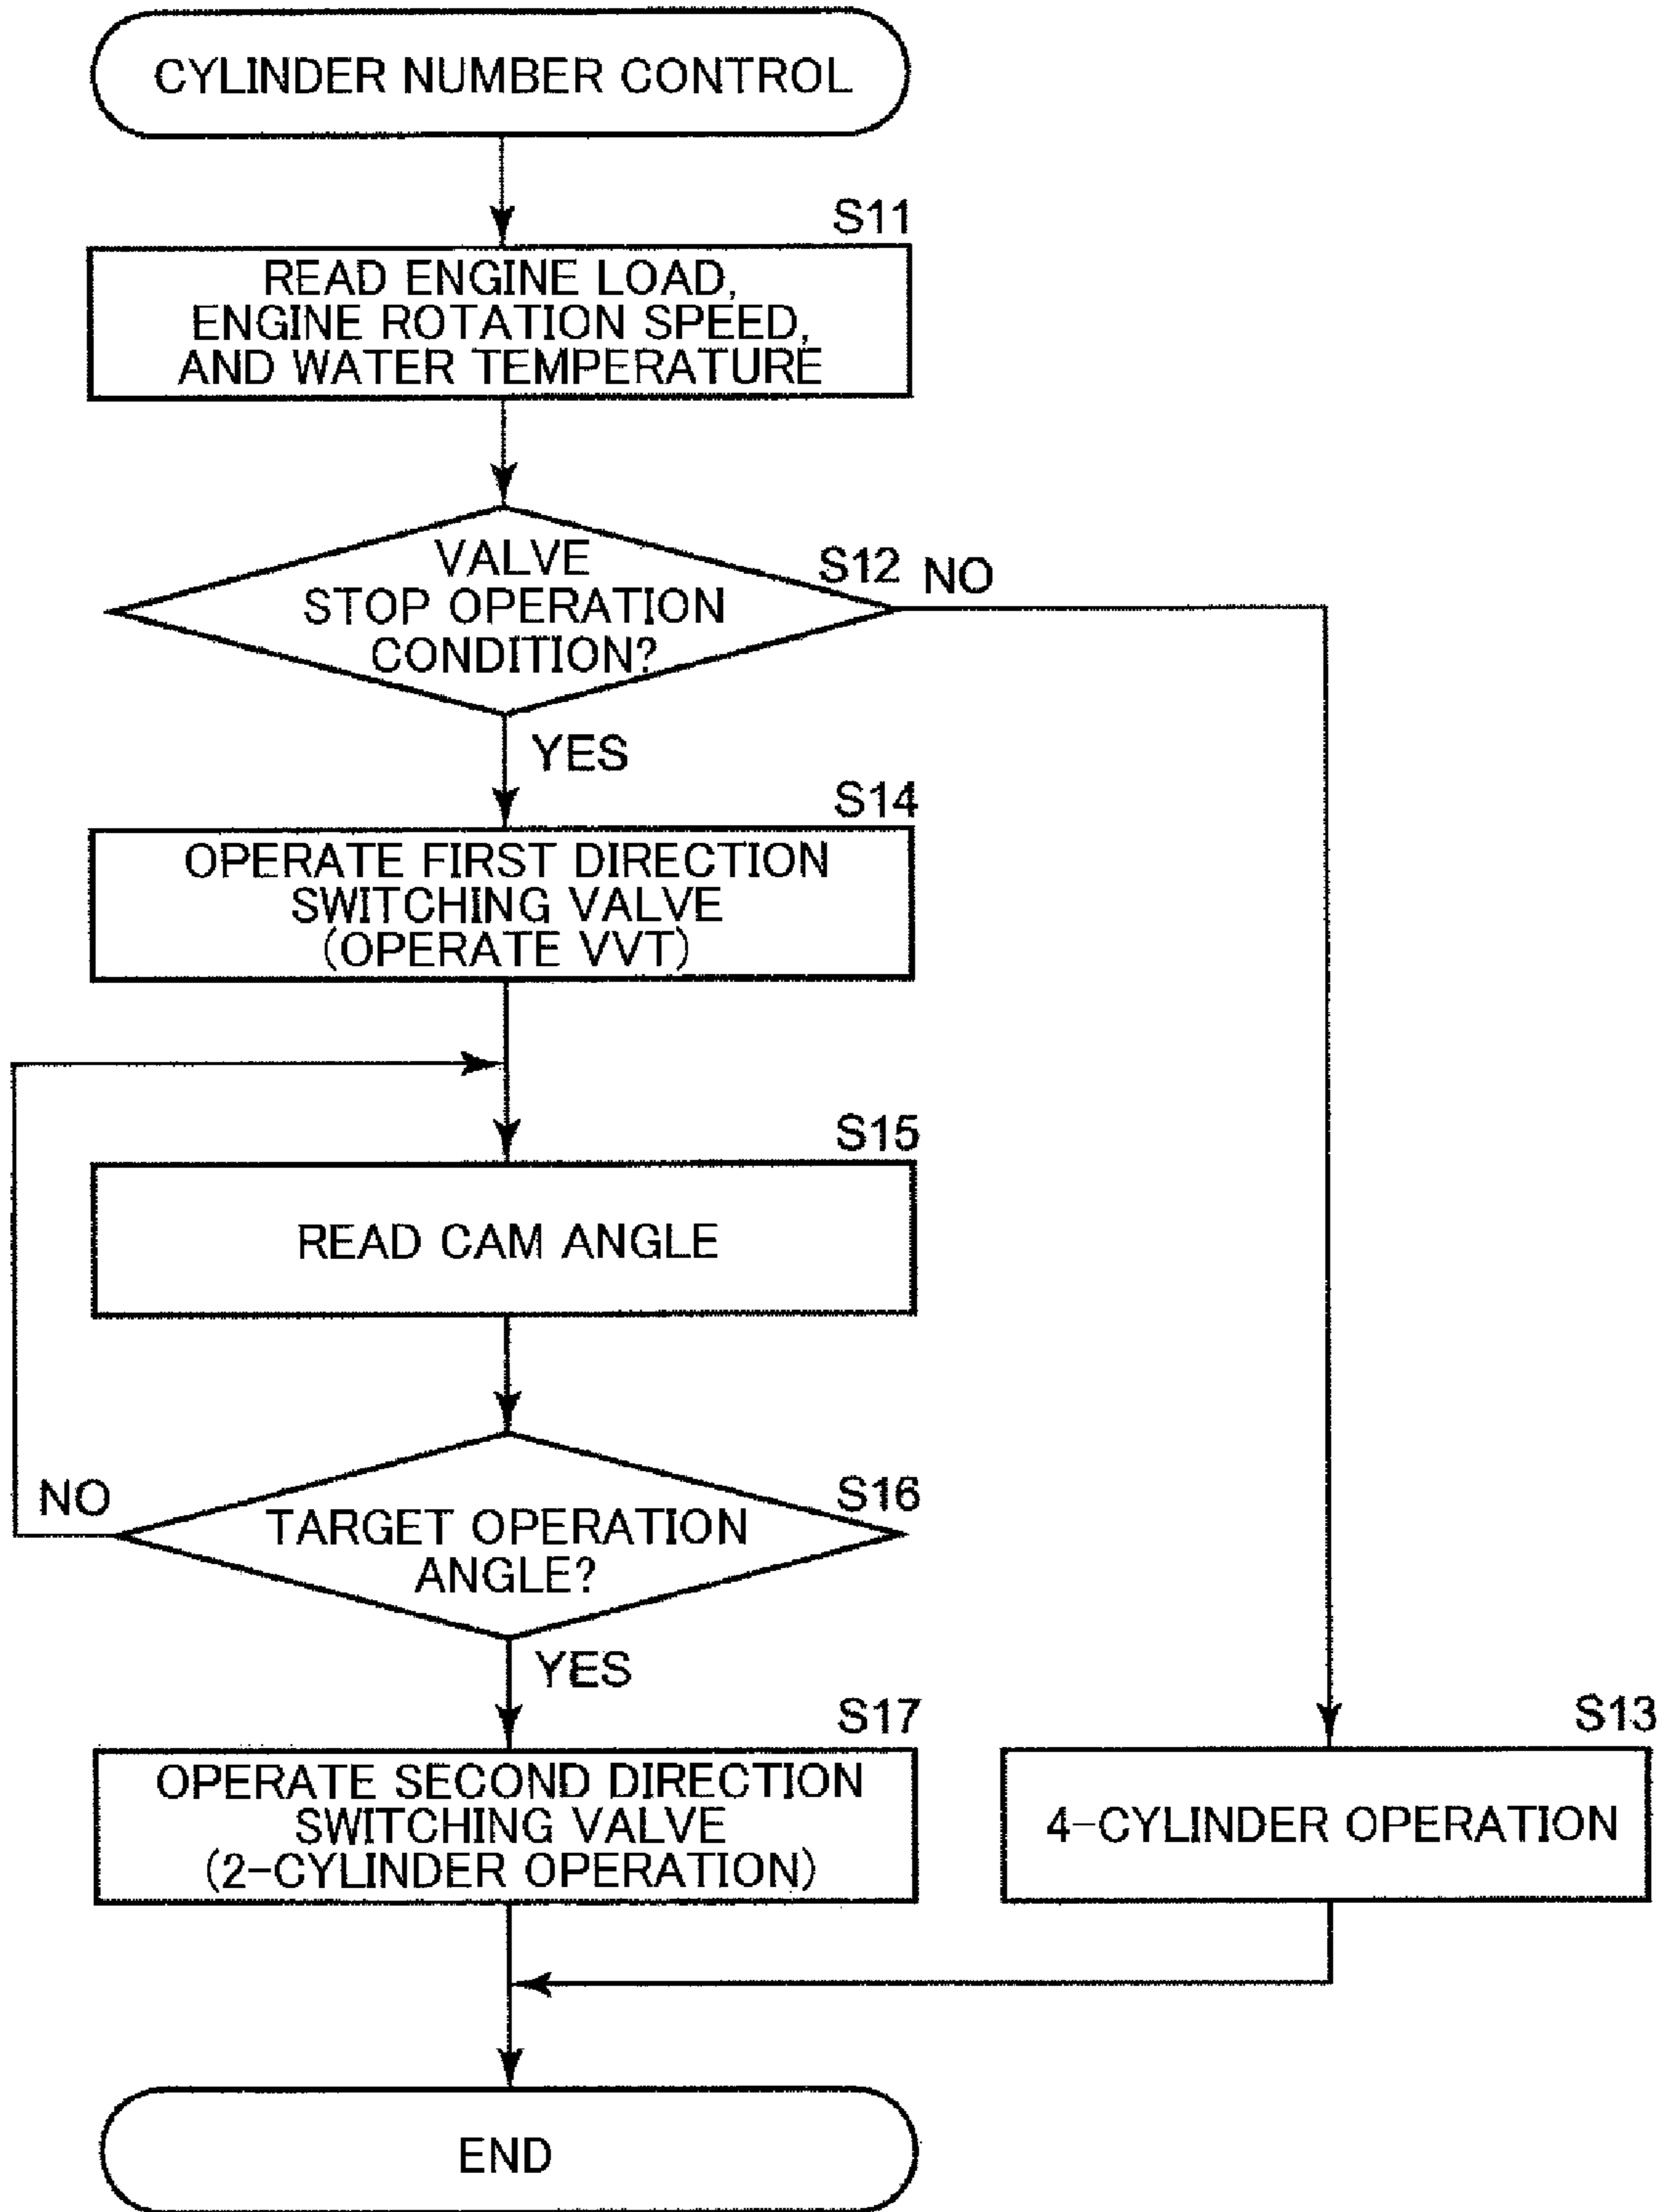 CYLINDER NUMBER CONTROL
S11
READ ENGINE LOAD,
ENGINE ROTATION SPEED,
AND WATER TEMPERATURE
VALVE
STOP OPERATION
CONDITION?
S12
NO
YES
S14
OPERATE FIRST DIRECTION
SWITCHING VALVE
(OPERATE VVT)
S15
READ CAM ANGLE
NO
S16
TARGET OPERATION
ANGLE?
YES
S17
OPERATE SECOND DIRECTION
SWITCHING VALVE
(2-CYLINDER OPERATION)
S13
4-CYLINDER OPERATION
END